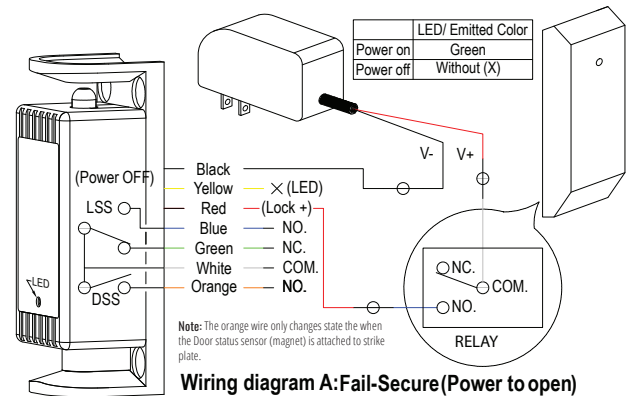 LED/ Emitted Color
Power on Green
Power off Without (X)
V- V+
(Power OFF)
Black
Yellow (LED)
LSS Red (Lock +)
Blue NO.
Green NC.
White COM.
Orange NO.
LED
DSS
NC.
COM.
NO.
RELAY
Note: The orange wire only changes state the when
the Door status sensor (magnet) is attached to strike
plate.
Wiring diagram A:Fail-Secure(Power to open)